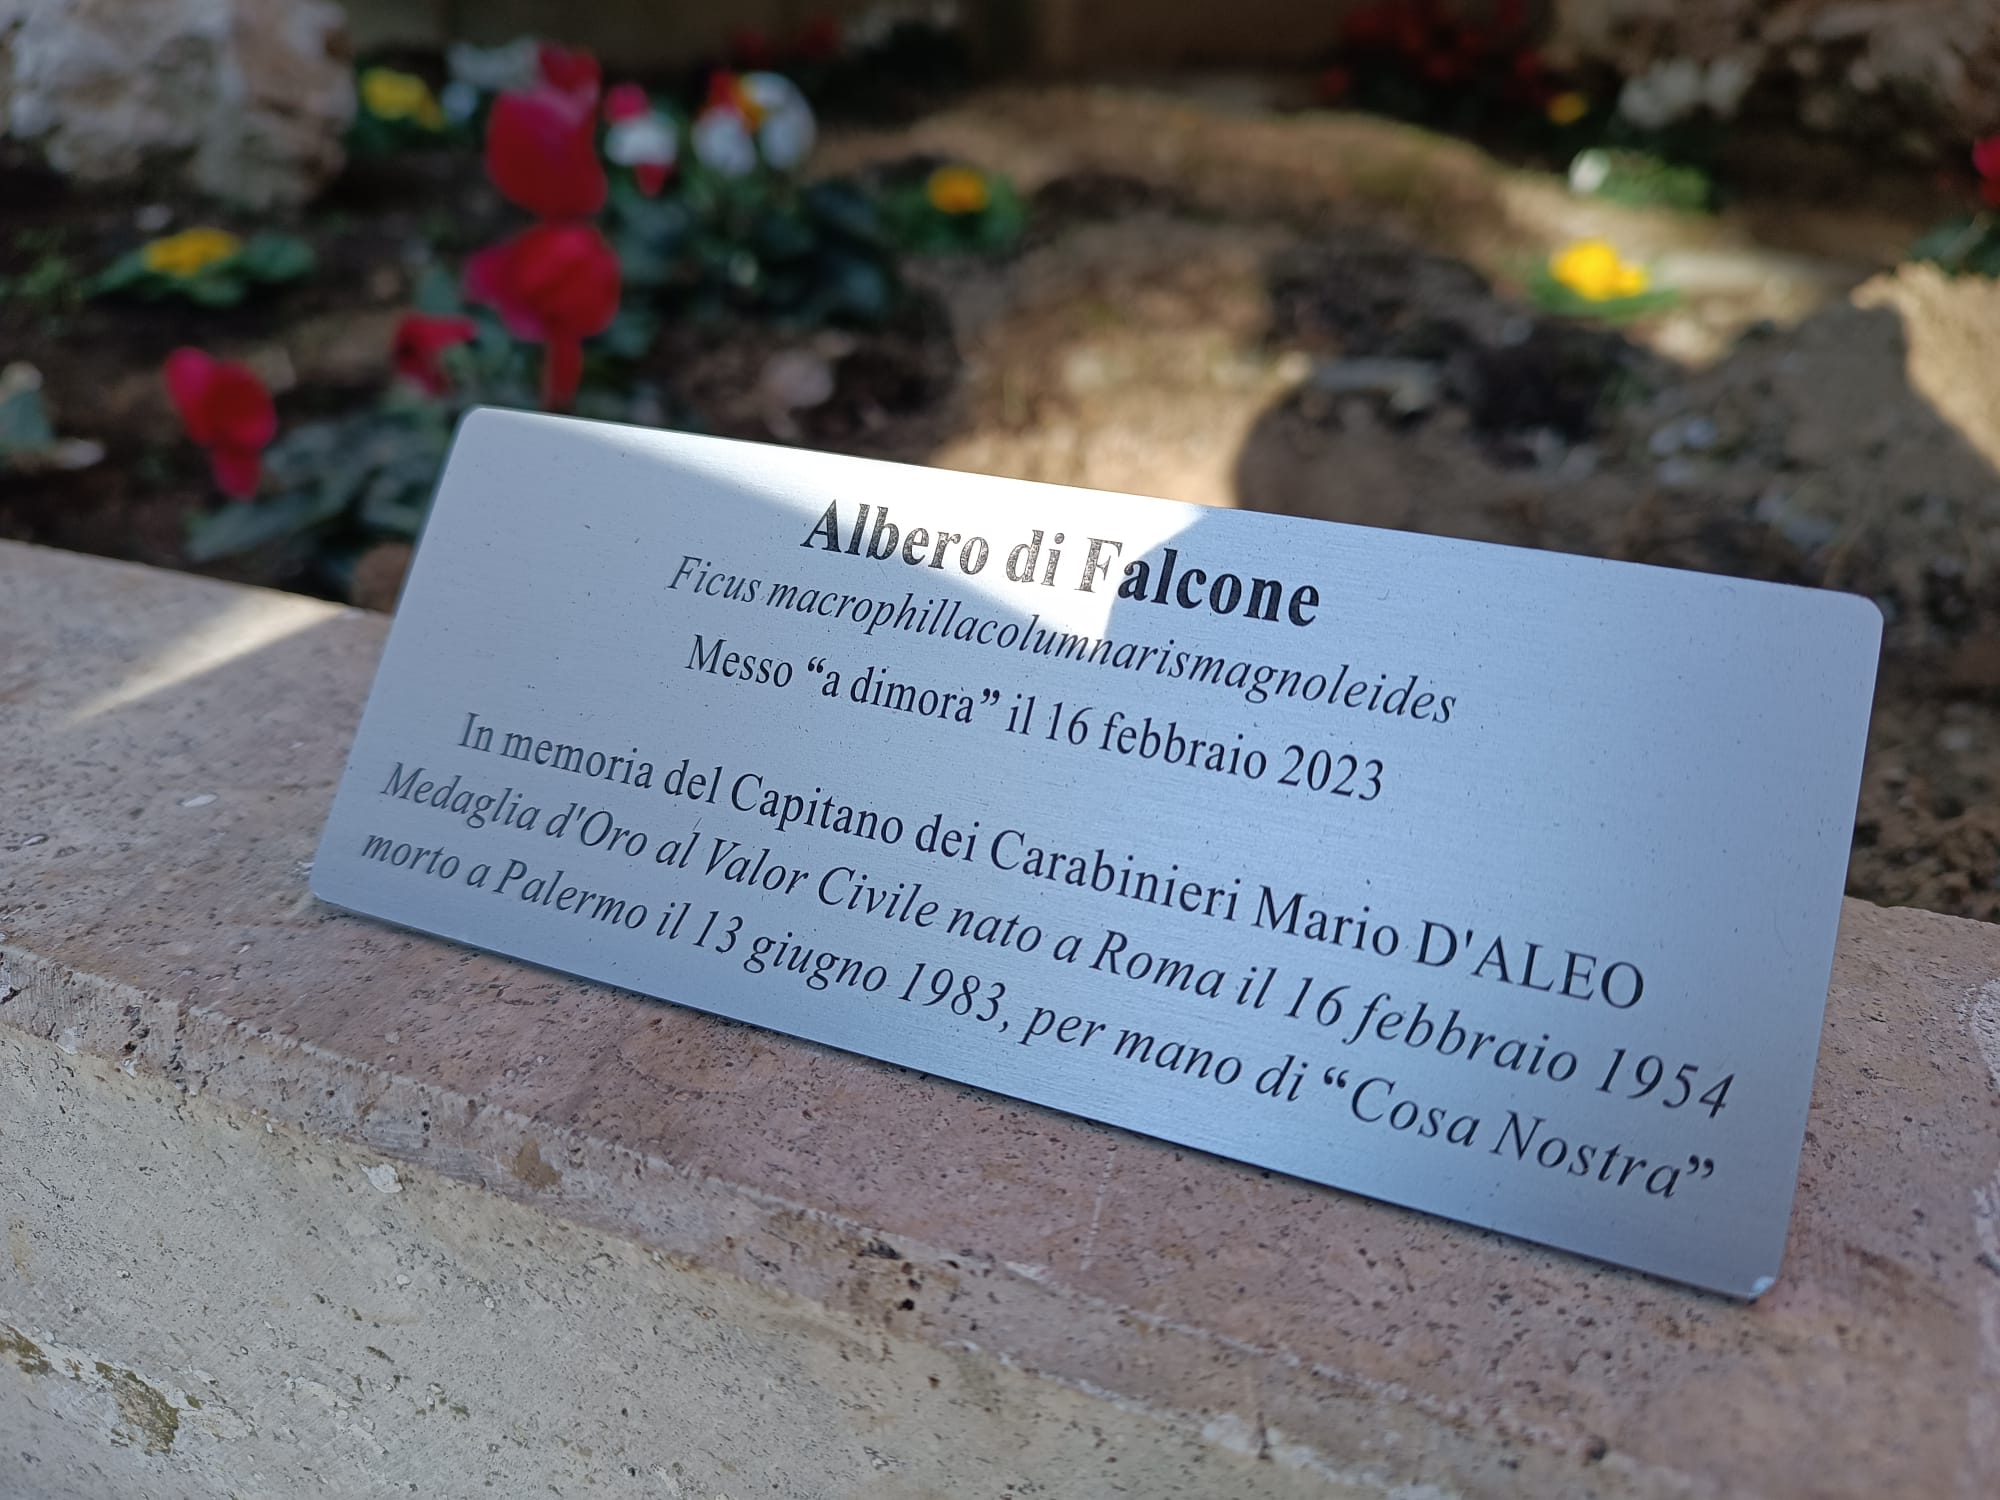 Albero di Falcone
Ficus macrophillacolumnarismagnoleides
Messo “a dimora” il 16 febbraio 2023
In memoria del Capitano dei Carabinieri Mario D'ALEO
Medaglia d'Oro al Valor Civile nato a Roma il 16 febbraio 1954
morto a Palermo il 13 giugno 1983, per mano di “Cosa Nostra”